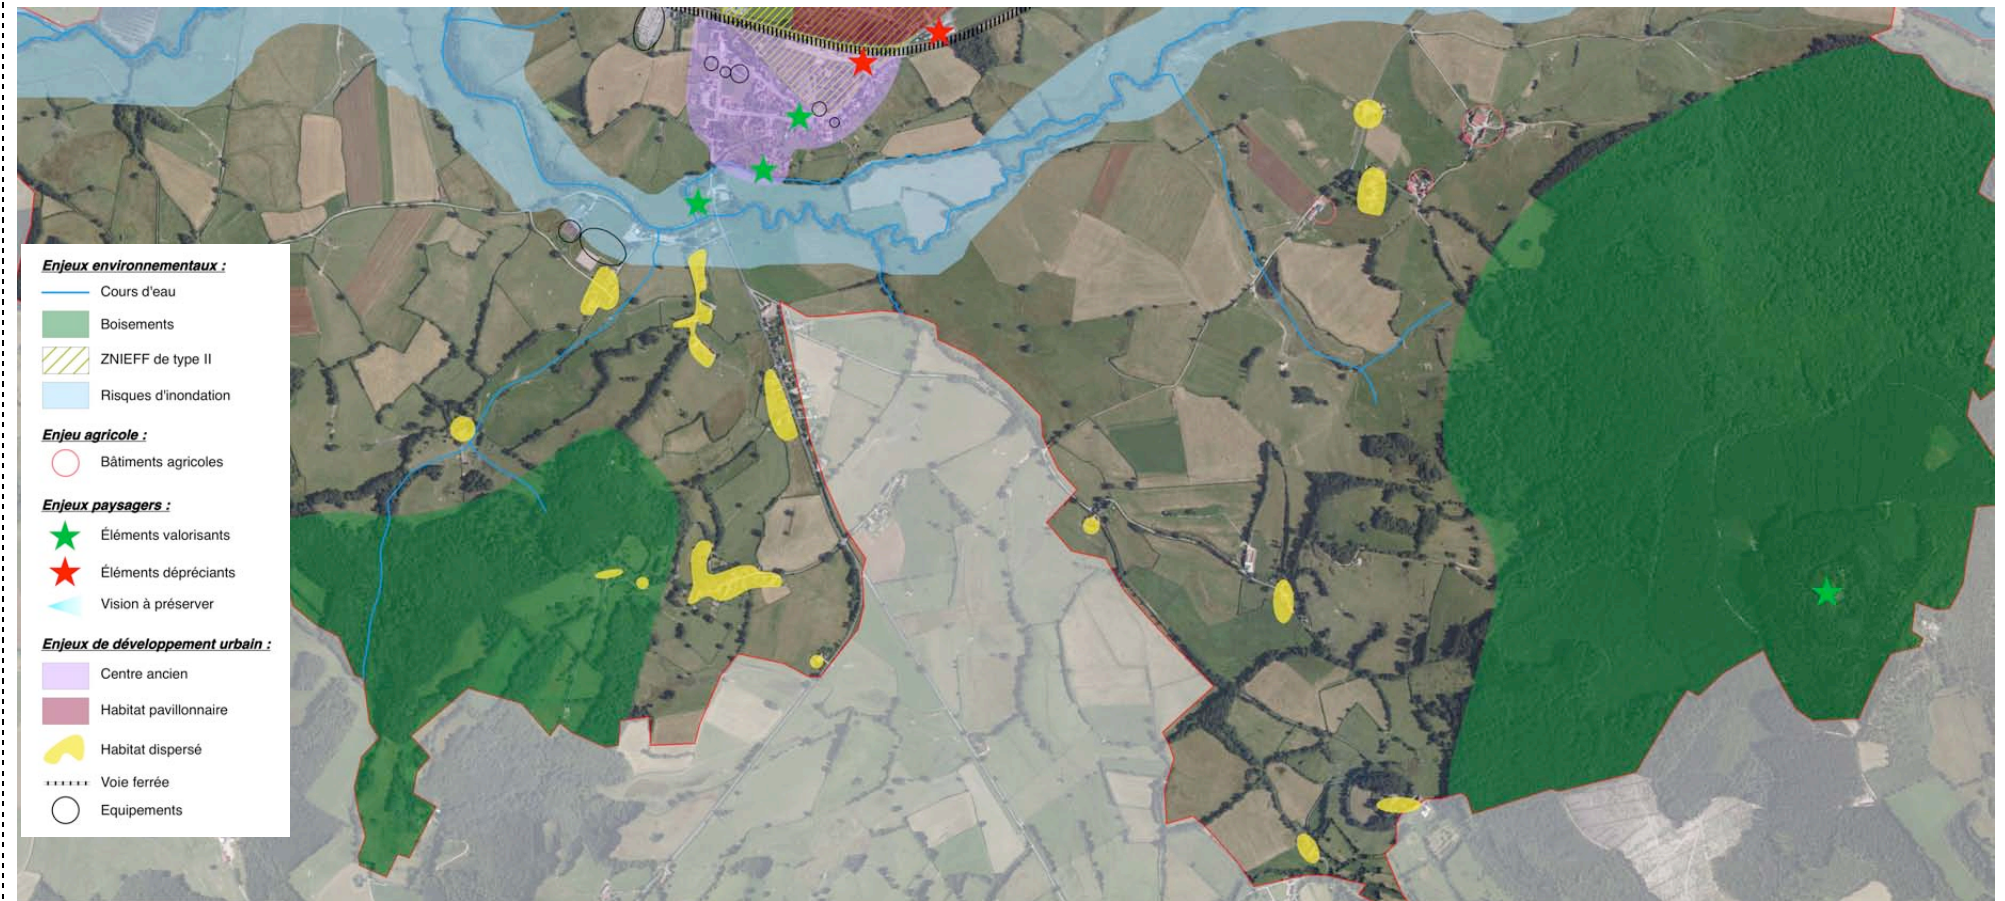 Enjeux environnementaux :
Cours d'eau
Boisements
ZNIEFF de type II
Risques d'inondation
Enjeu agricole :
Bâtiments agricoles
Enjeux paysagers :
Éléments valorisants
Éléments dépréciants
Vision à préserver
Enjeux de développement urbain :
Centre ancien
Habitat pavillonnaire
Habitat dispersé
Voie ferrée
Equipements